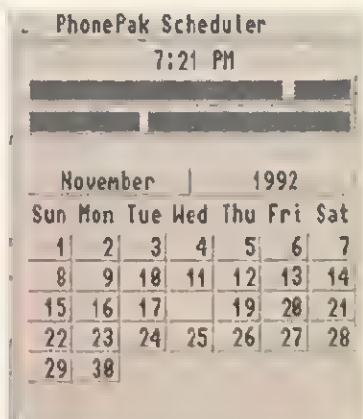 PhonePak Scheduler
7:21 PM
November 1992
Sun Mon Tue Wed Thu Fri Sat
1 2 3 4 5 6 7
8 9 10 11 12 13 14
15 16 17 19 20 21
22 23 24 25 26 27 28
29 30